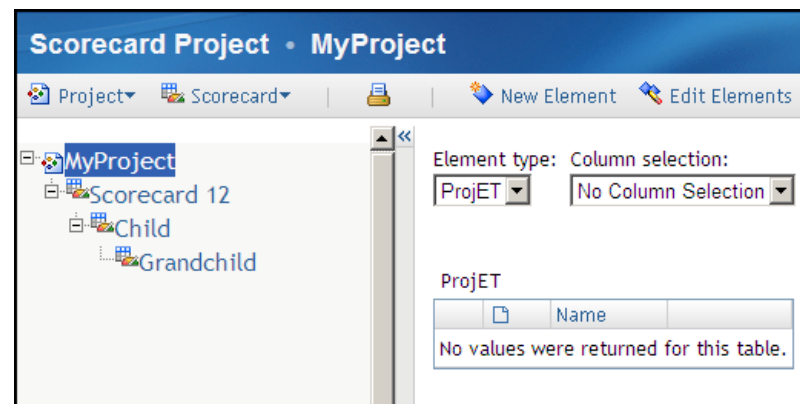 Scorecard Project • MyProject
Project Scorecard New Element Edit Elements
MyProject
Scorecard 12
Child
Grandchild
Element type: Column selection:
ProjET No Column Selection
ProjET
Name
No values were returned for this table.